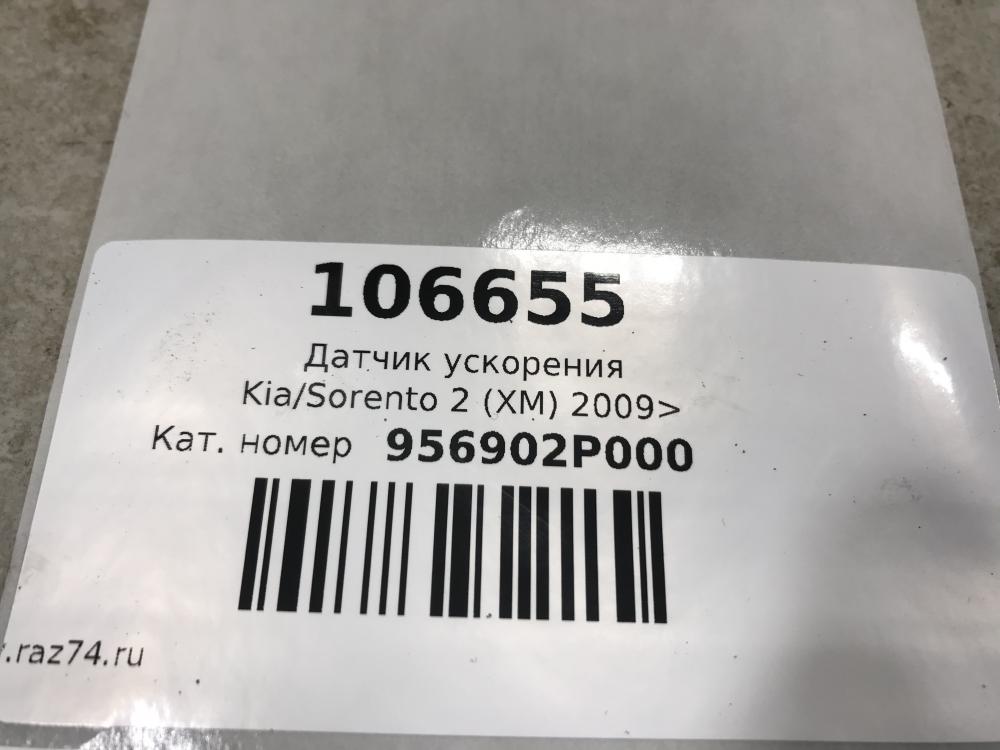 106655
Датчик ускорения
Kia/Sorento 2 (XM) 2009>
Кат. номер 956902P000
.raz74.ru